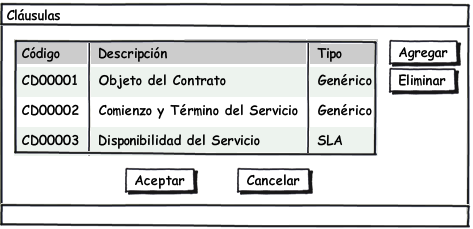 Cláusulas
Código Descripción Tipo
CD00001 Objeto del Contrato Genérico
CD00002 Comienzo y Término del Servicio Genérico
CD00003 Disponibilidad del Servicio SLA
Agregar
Eliminar
Aceptar Cancelar